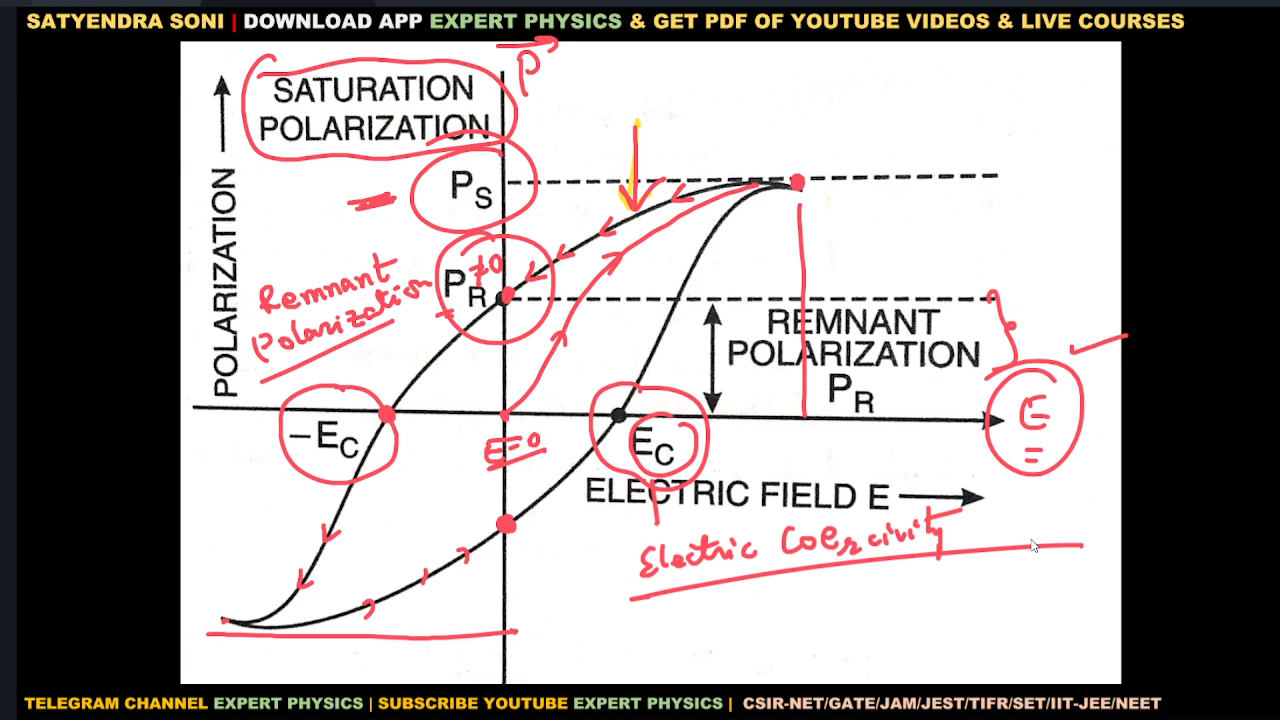 SATYENDRA SONI | DOWNLOAD APP EXPERT PHYSICS & GET PDF OF YOUTUBE VIDEOS & LIVE COURSES
P
SATURATION
POLARIZATION
POLARIZATION
PS
PR ≠0
Remnant
Polarization
REMNANT
POLARIZATION
PR
E
=
–EC
E=0
EC
ELECTRIC FIELD E
Electric Coercivity
TELEGRAM CHANNEL EXPERT PHYSICS | SUBSCRIBE YOUTUBE EXPERT PHYSICS | CSIR-NET/GATE/JAM/JEST/TIFR/SET/IIT-JEE/NEET